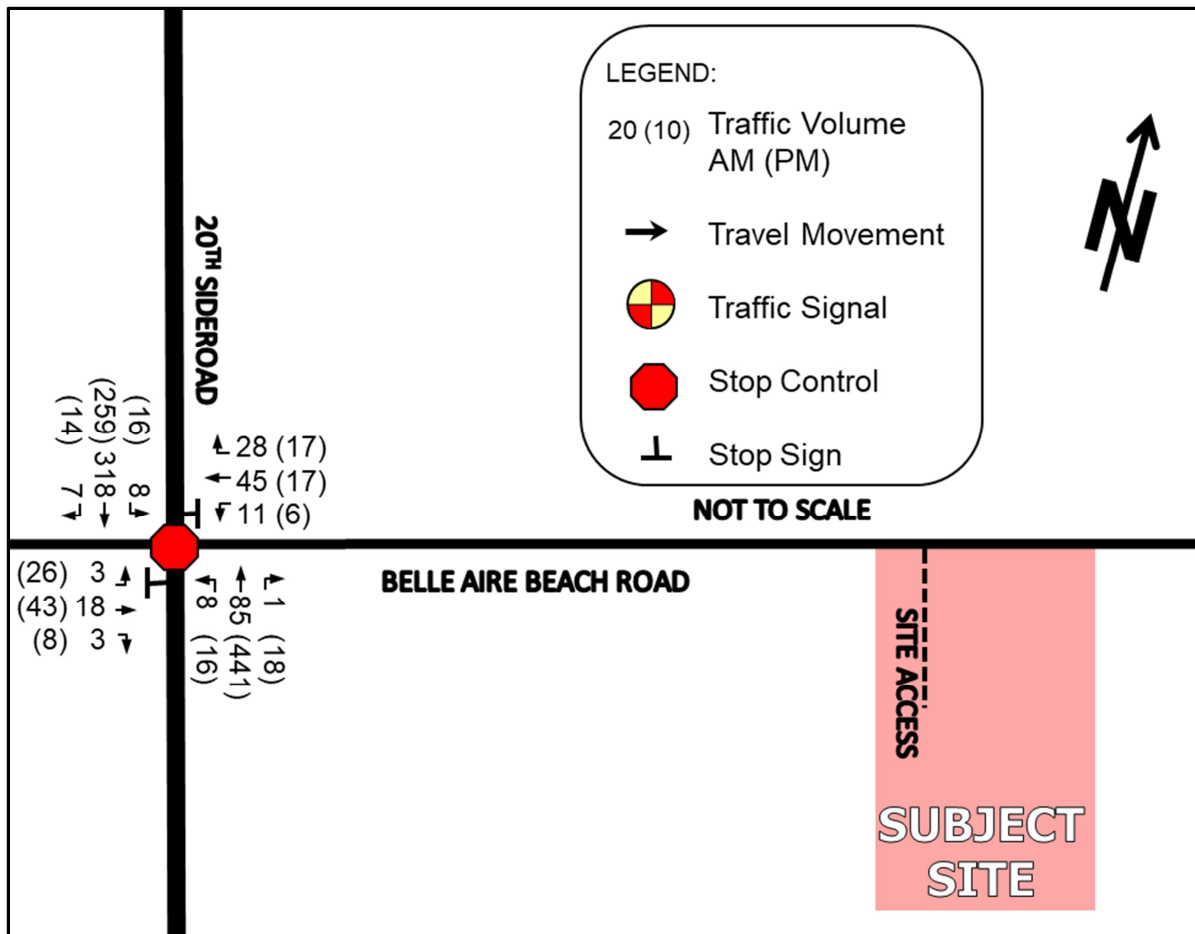 LEGEND:
20 (10) Traffic Volume
AM (PM)
Travel Movement
Traffic Signal
Stop Control
Stop Sign
N
20TH SIDEROAD
(14) 7
(259) 318
(16) 8
28 (17)
45 (17)
11 (6)
NOT TO SCALE
(26) 3
(43) 18
(8) 3
8 (16)
85 (441)
1 (18)
BELLE AIRE BEACH ROAD
SITE ACCESS
SUBJECT
SITE